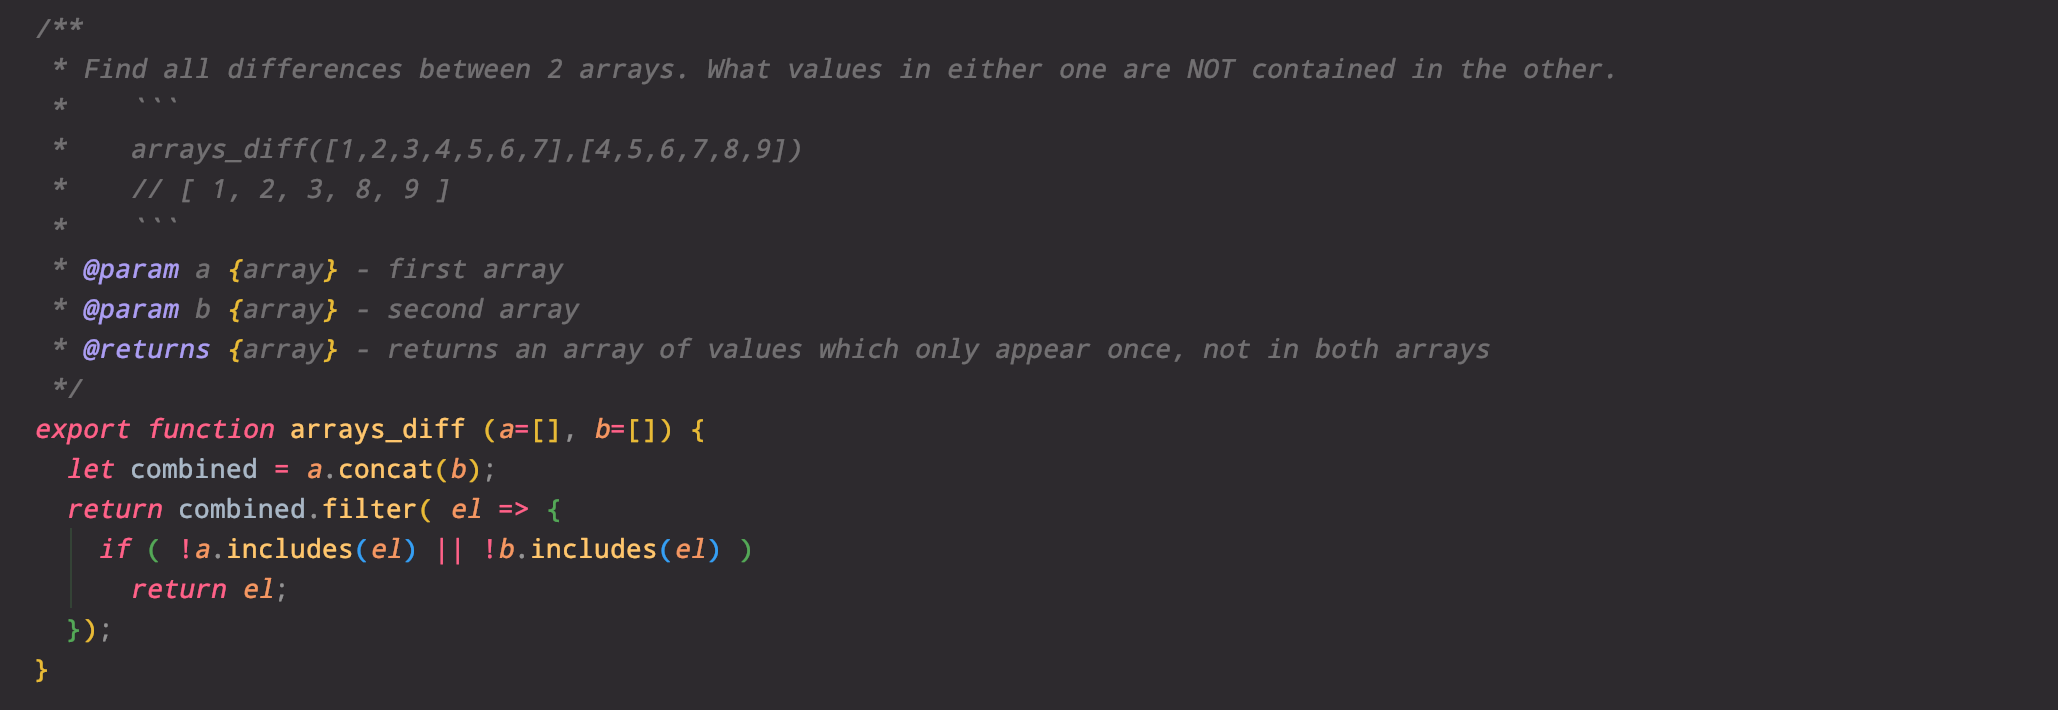 /**
 * Find all differences between 2 arrays. What values in either one are NOT contained in the other.
 *    ```
 *    arrays_diff([1,2,3,4,5,6,7],[4,5,6,7,8,9])
 *    // [ 1, 2, 3, 8, 9 ]
 *    ```
 * @param a {array} - first array
 * @param b {array} - second array
 * @returns {array} - returns an array of values which only appear once, not in both arrays
 */
export function arrays_diff (a=[], b=[]) {
  let combined = a.concat(b);
  return combined.filter( el => {
    if ( !a.includes(el) || !b.includes(el) )
      return el;
  });
}